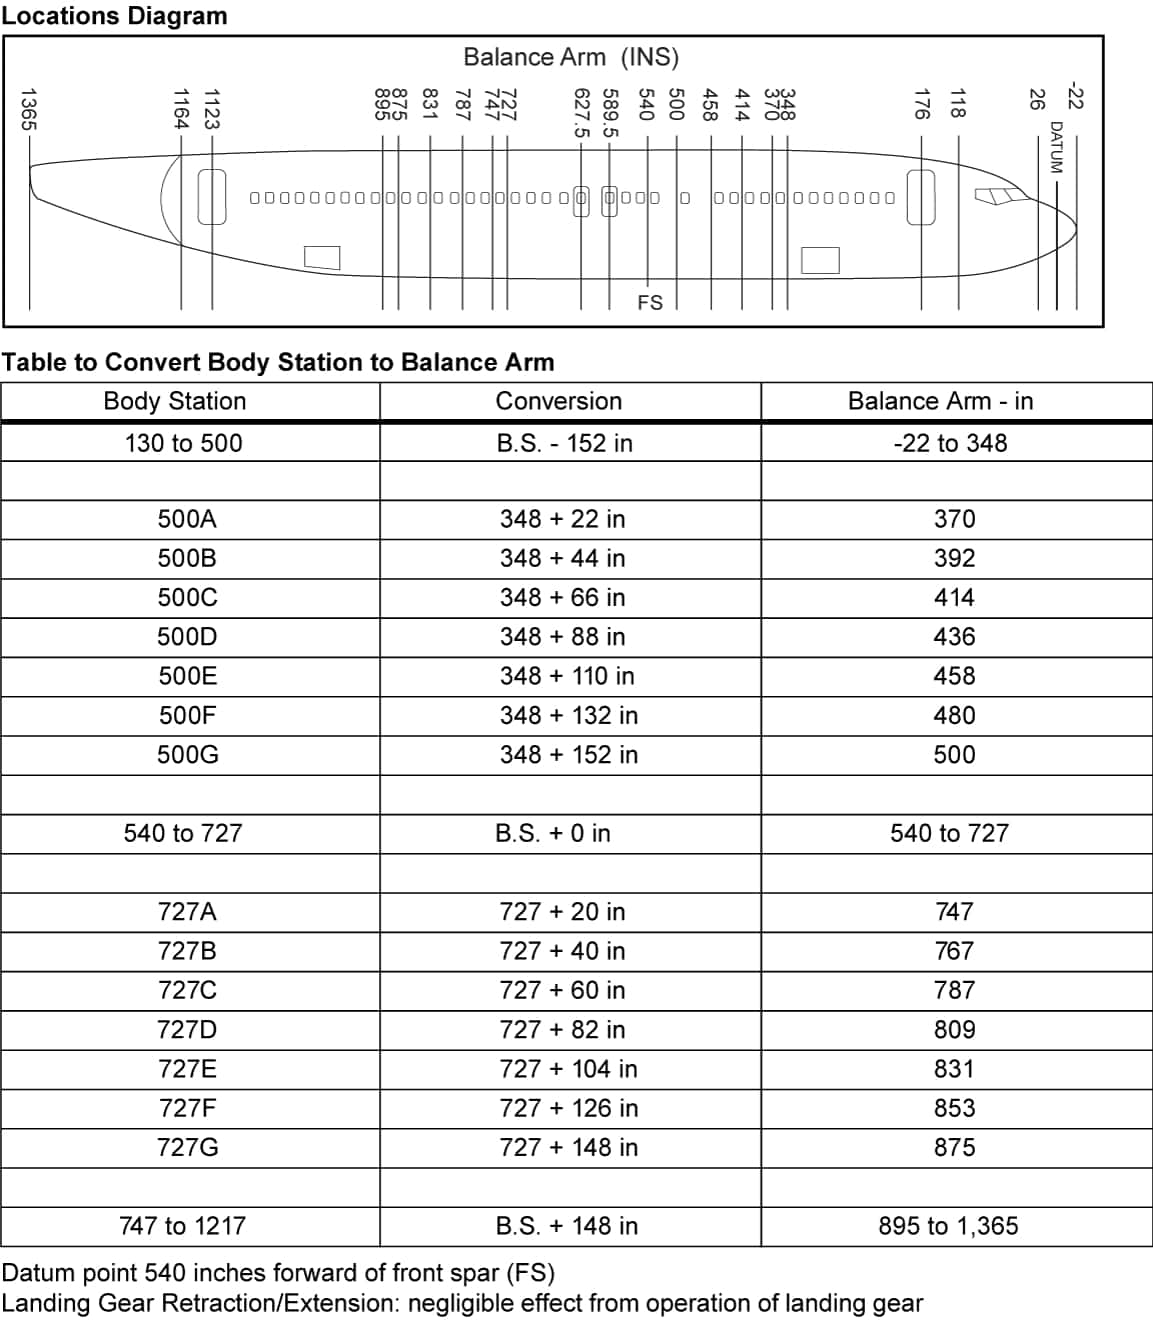 Locations Diagram
Balance Arm (INS)
1365
1164
1123
895
875
831
787
747
727
627.5
589.5
540
500
458
414
370
348
176
118
26
DATUM
-22
FS
Table to Convert Body Station to Balance Arm
Body Station Conversion Balance Arm - in
130 to 500 B.S. - 152 in -22 to 348
500A 348 + 22 in 370
500B 348 + 44 in 392
500C 348 + 66 in 414
500D 348 + 88 in 436
500E 348 + 110 in 458
500F 348 + 132 in 480
500G 348 + 152 in 500
540 to 727 B.S. + 0 in 540 to 727
727A 727 + 20 in 747
727B 727 + 40 in 767
727C 727 + 60 in 787
727D 727 + 82 in 809
727E 727 + 104 in 831
727F 727 + 126 in 853
727G 727 + 148 in 875
747 to 1217 B.S. + 148 in 895 to 1,365
Datum point 540 inches forward of front spar (FS)
Landing Gear Retraction/Extension: negligible effect from operation of landing gear